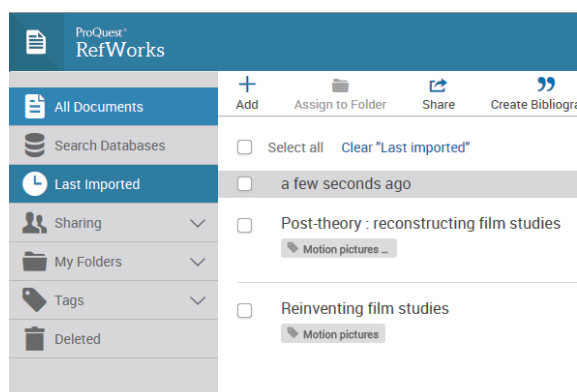 ProQuest®
RefWorks
Add Assign to Folder Share Create Bibliogra
All Documents
Search Databases
Last Imported
Sharing
My Folders
Tags
Deleted
Select all Clear "Last imported"
a few seconds ago
Post-theory : reconstructing film studies
Motion pictures ...
Reinventing film studies
Motion pictures